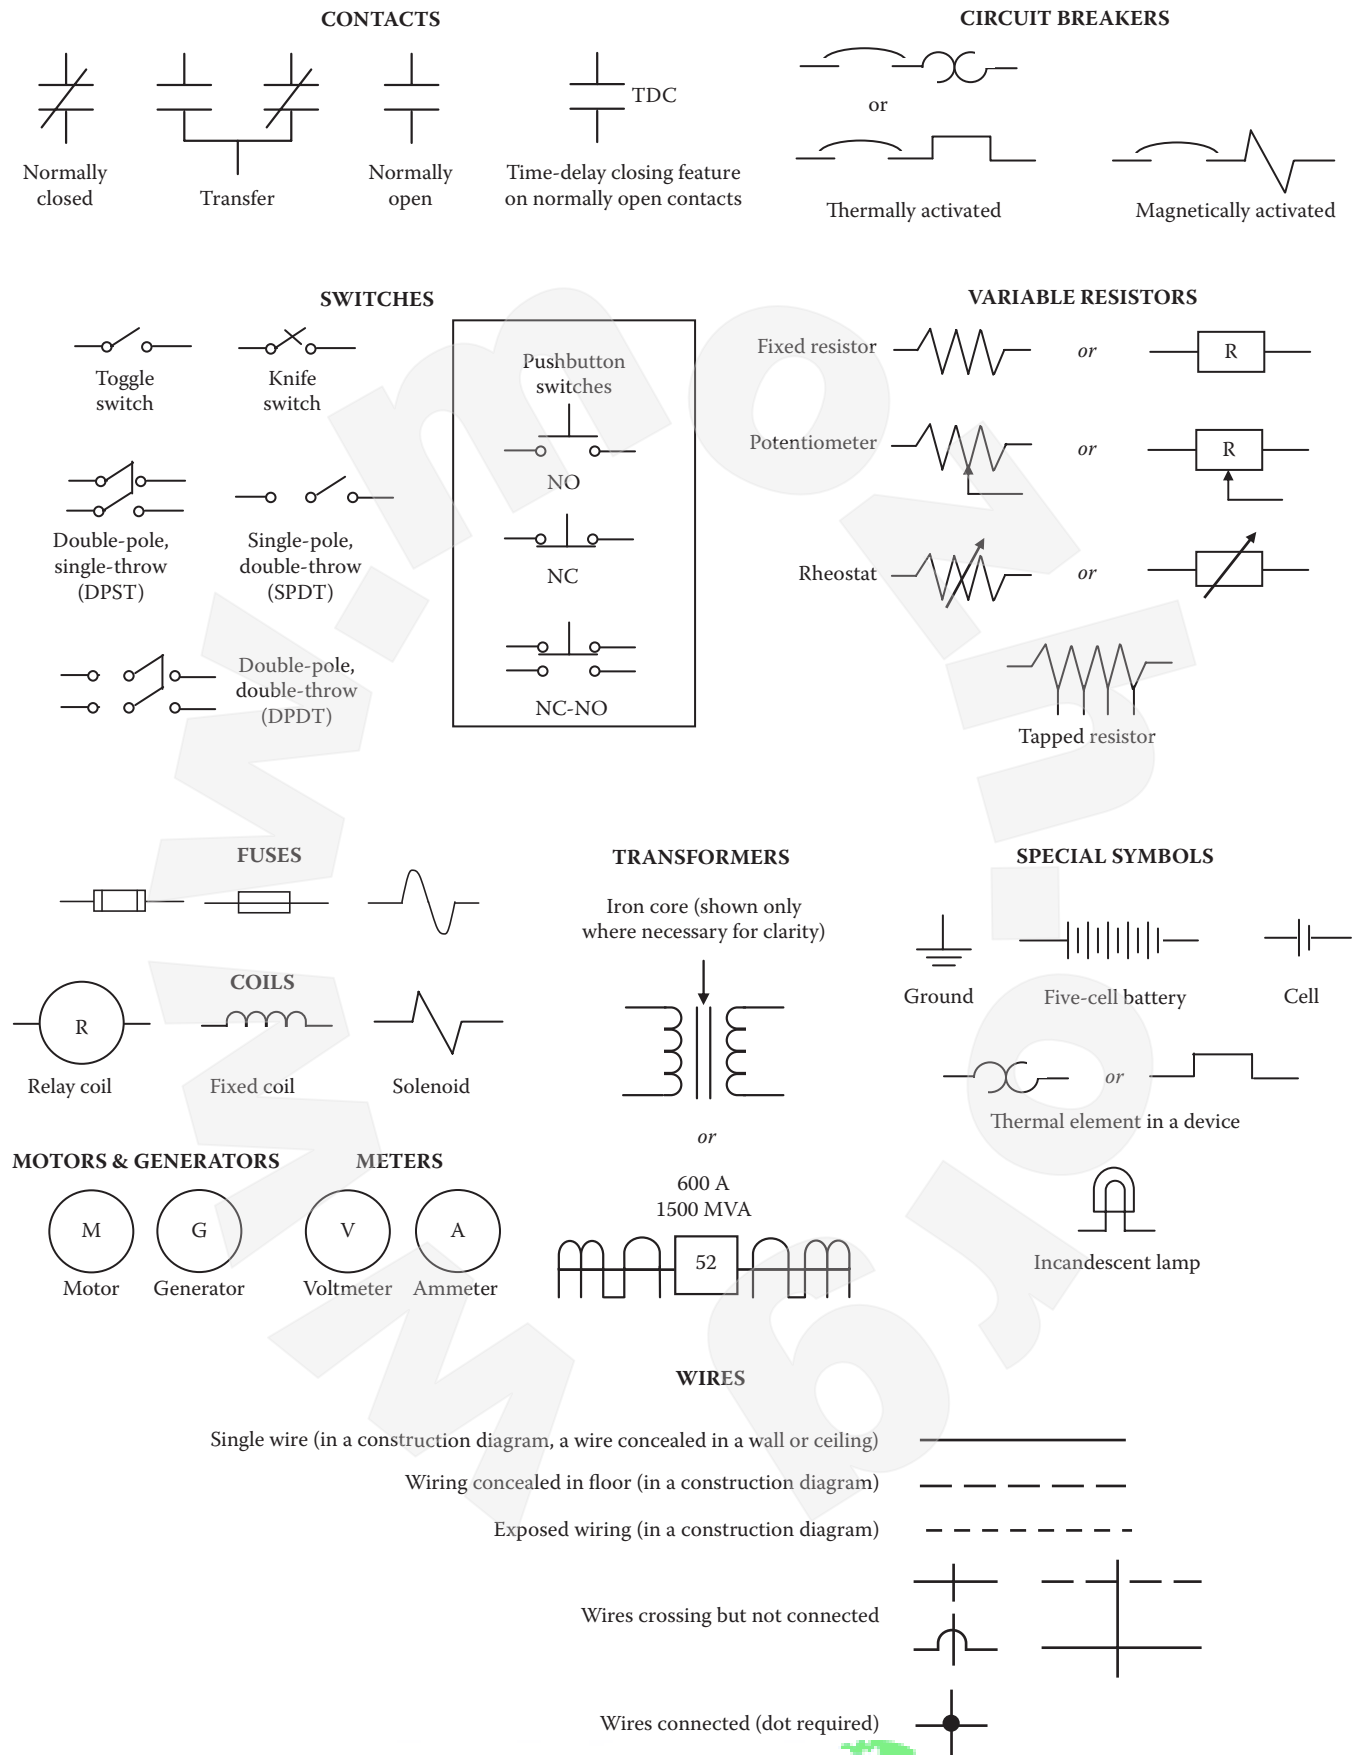 CONTACTS
CIRCUIT BREAKERS
TDC
or
Normally
closed
Transfer
Normally
open
Time-delay closing feature
on normally open contacts
Thermally activated
Magnetically activated
SWITCHES
VARIABLE RESISTORS
Toggle
switch
Knife
switch
Pushbutton
switches
NO
NC
NC-NO
Double-pole,
single-throw
(DPST)
Single-pole,
double-throw
(SPDT)
Double-pole,
double-throw
(DPDT)
Fixed resistor
or
R
Potentiometer
or
R
Rheostat
or
Tapped resistor
FUSES
COILS
R
Relay coil
Fixed coil
Solenoid
TRANSFORMERS
Iron core (shown only
where necessary for clarity)
or
600 A
1500 MVA
52
SPECIAL SYMBOLS
Ground
Five-cell battery
Cell
or
Thermal element in a device
Incandescent lamp
MOTORS & GENERATORS
M
G
Motor
Generator
METERS
V
A
Voltmeter
Ammeter
WIRES
Single wire (in a construction diagram, a wire concealed in a wall or ceiling)
Wiring concealed in floor (in a construction diagram)
Exposed wiring (in a construction diagram)
Wires crossing but not connected
Wires connected (dot required)